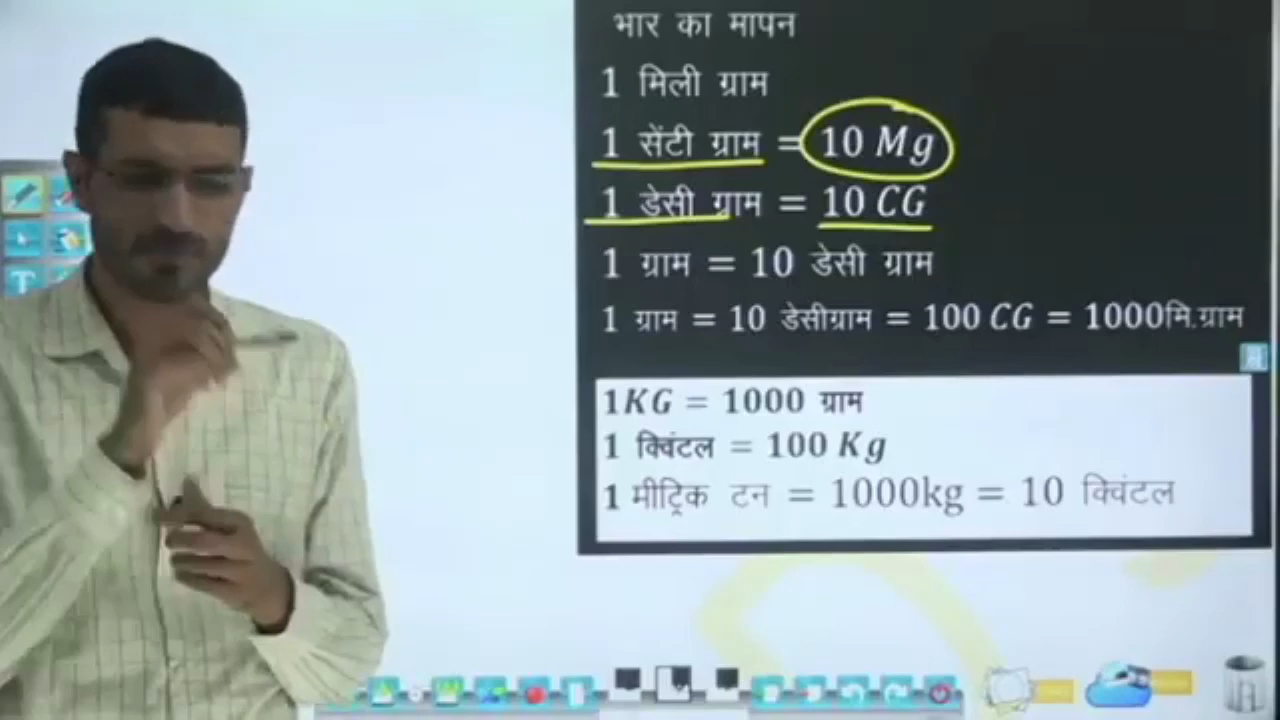 भार का मापन
1 मिली ग्राम
1 सेंटी ग्राम = 10 Mg
1 डेसी ग्राम = 10 CG
1 ग्राम = 10 डेसी ग्राम
1 ग्राम = 10 डेसीग्राम = 100 CG = 1000मि.ग्राम
1KG = 1000 ग्राम
1 क्विंटल = 100 Kg
1 मीट्रिक टन = 1000kg = 10 क्विंटल